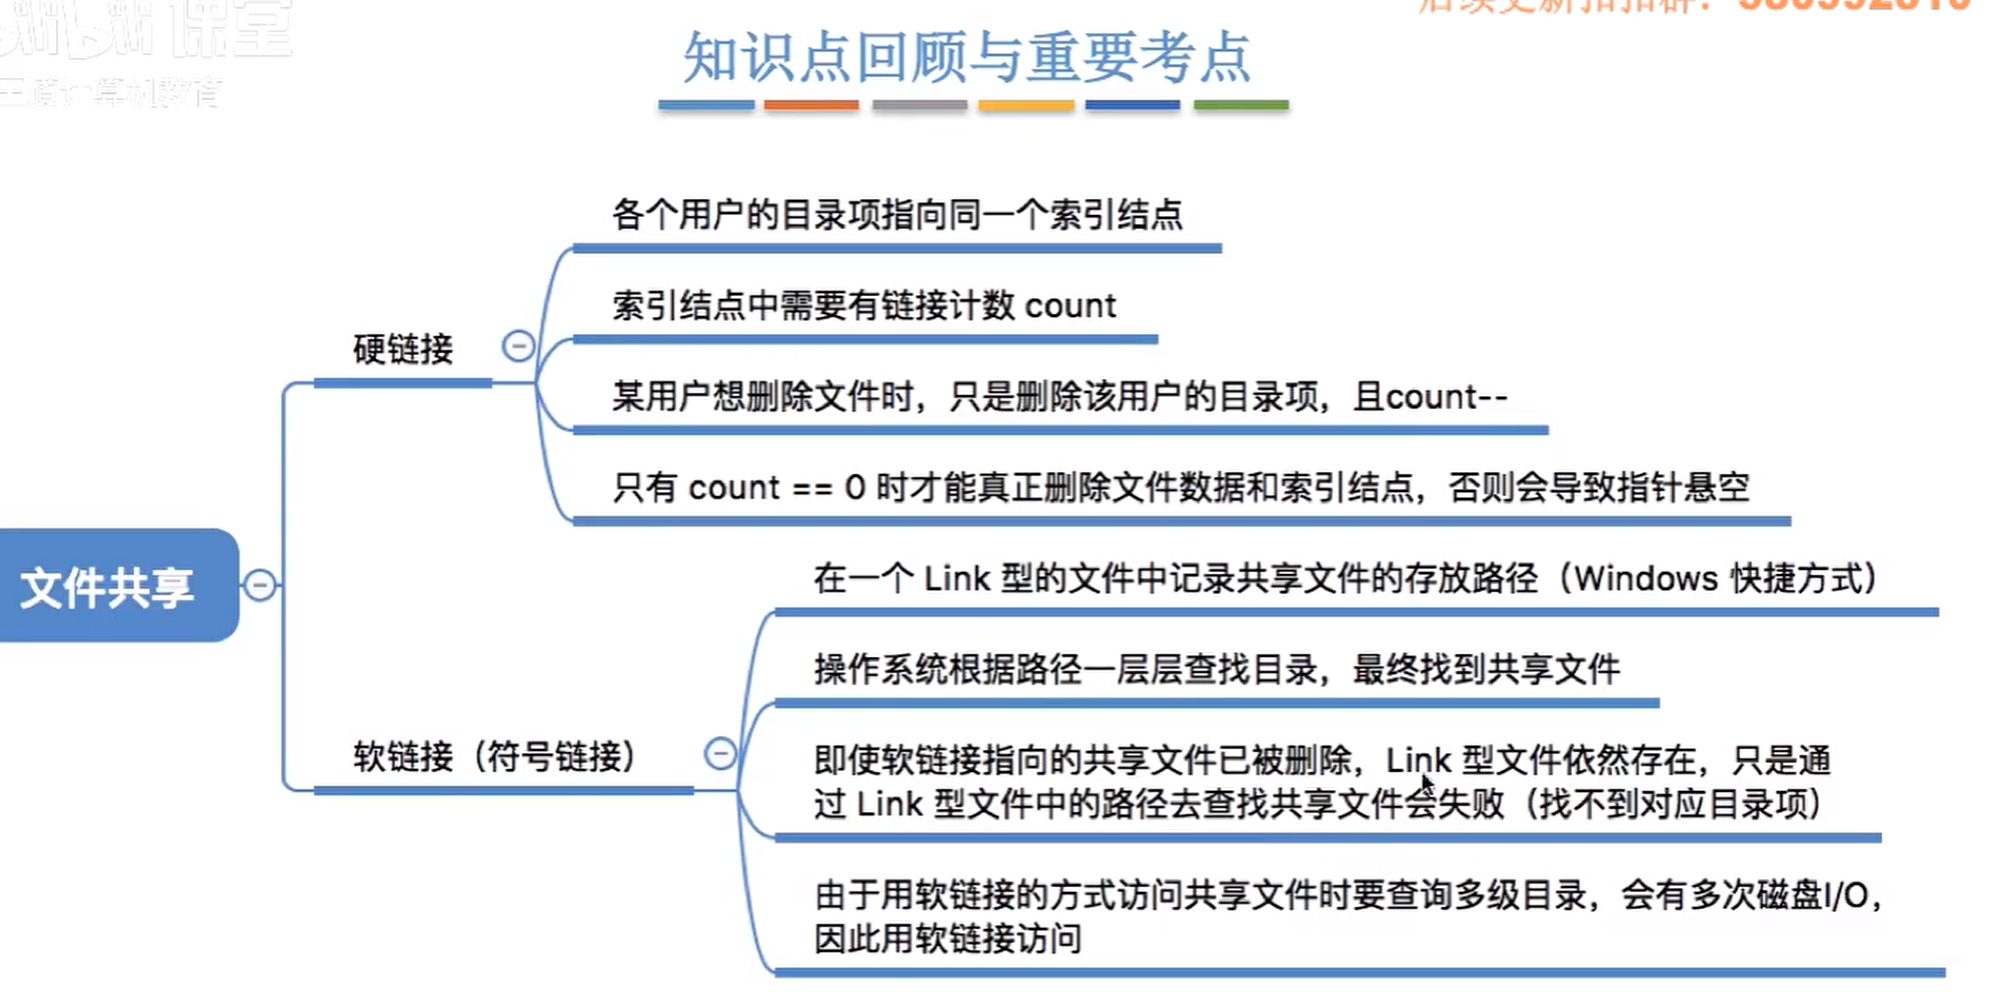 课堂
王道计算机教育
知识点回顾与重要考点
各个用户的目录项指向同一个索引结点
索引结点中需要有链接计数 count
硬链接
某用户想删除文件时，只是删除该用户的目录项，且count--
只有 count == 0 时才能真正删除文件数据和索引结点，否则会导致指针悬空
文件共享
在一个 Link 型的文件中记录共享文件的存放路径（Windows 快捷方式）
操作系统根据路径一层层查找目录，最终找到共享文件
软链接（符号链接）
即使软链接指向的共享文件已被删除，Link 型文件依然存在，只是通
过 Link 型文件中的路径去查找共享文件会失败（找不到对应目录项）
由于用软链接的方式访问共享文件时要查询多级目录，会有多次磁盘I/O，
因此用软链接访问